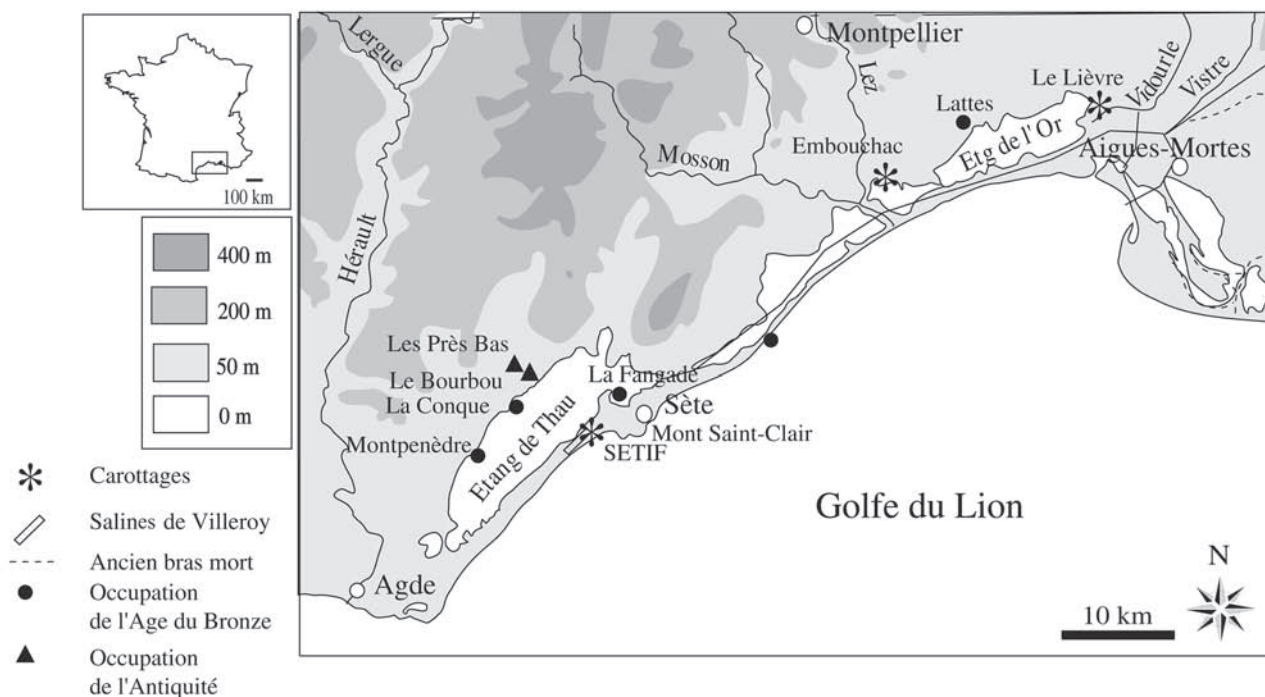 100 km
400 m
200 m
50 m
0 m
Carottages
Salines de Villeroy
Ancien bras mort
Occupation
de l'Age du Bronze
Occupation
de l'Antiquité
Lergue
Hérault
Montpellier
Lez
Mosson
Le Lièvre
Vidourle
Vistre
Lattes
Embouchac
Etg de l'Or
Aigues-Mortes
Les Près Bas
Le Bourbou
La Conque
La Fangade
Sète
Mont Saint-Clair
Montpenèdre
SETIF
Etang de Thau
Golfe du Lion
Agde
N
10 km